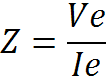 Z = Ve/Ie